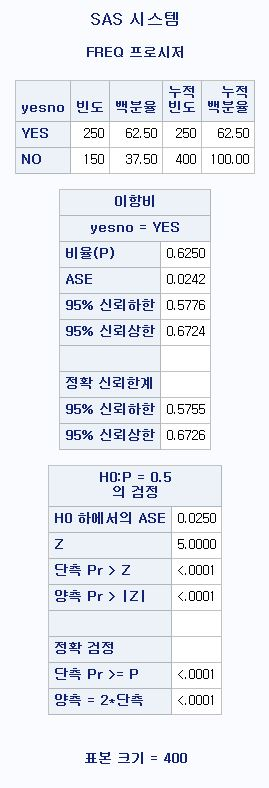 SAS 시스템
FREQ 프로시저
yesno 빈도 백분율 누적 빈도 누적 백분율
YES 250 62.50 250 62.50
NO 150 37.50 400 100.00
이항비
yesno = YES
비율(P) 0.6250
ASE 0.0242
95% 신뢰하한 0.5776
95% 신뢰상한 0.6724
정확 신뢰한계
95% 신뢰하한 0.5755
95% 신뢰상한 0.6726
H0:P = 0.5
의 검정
H0 하에서의 ASE 0.0250
Z 5.0000
단측 Pr > Z <.0001
양측 Pr > |Z| <.0001
정확 검정
단측 Pr >= P <.0001
양측 = 2*단측 <.0001
표본 크기 = 400